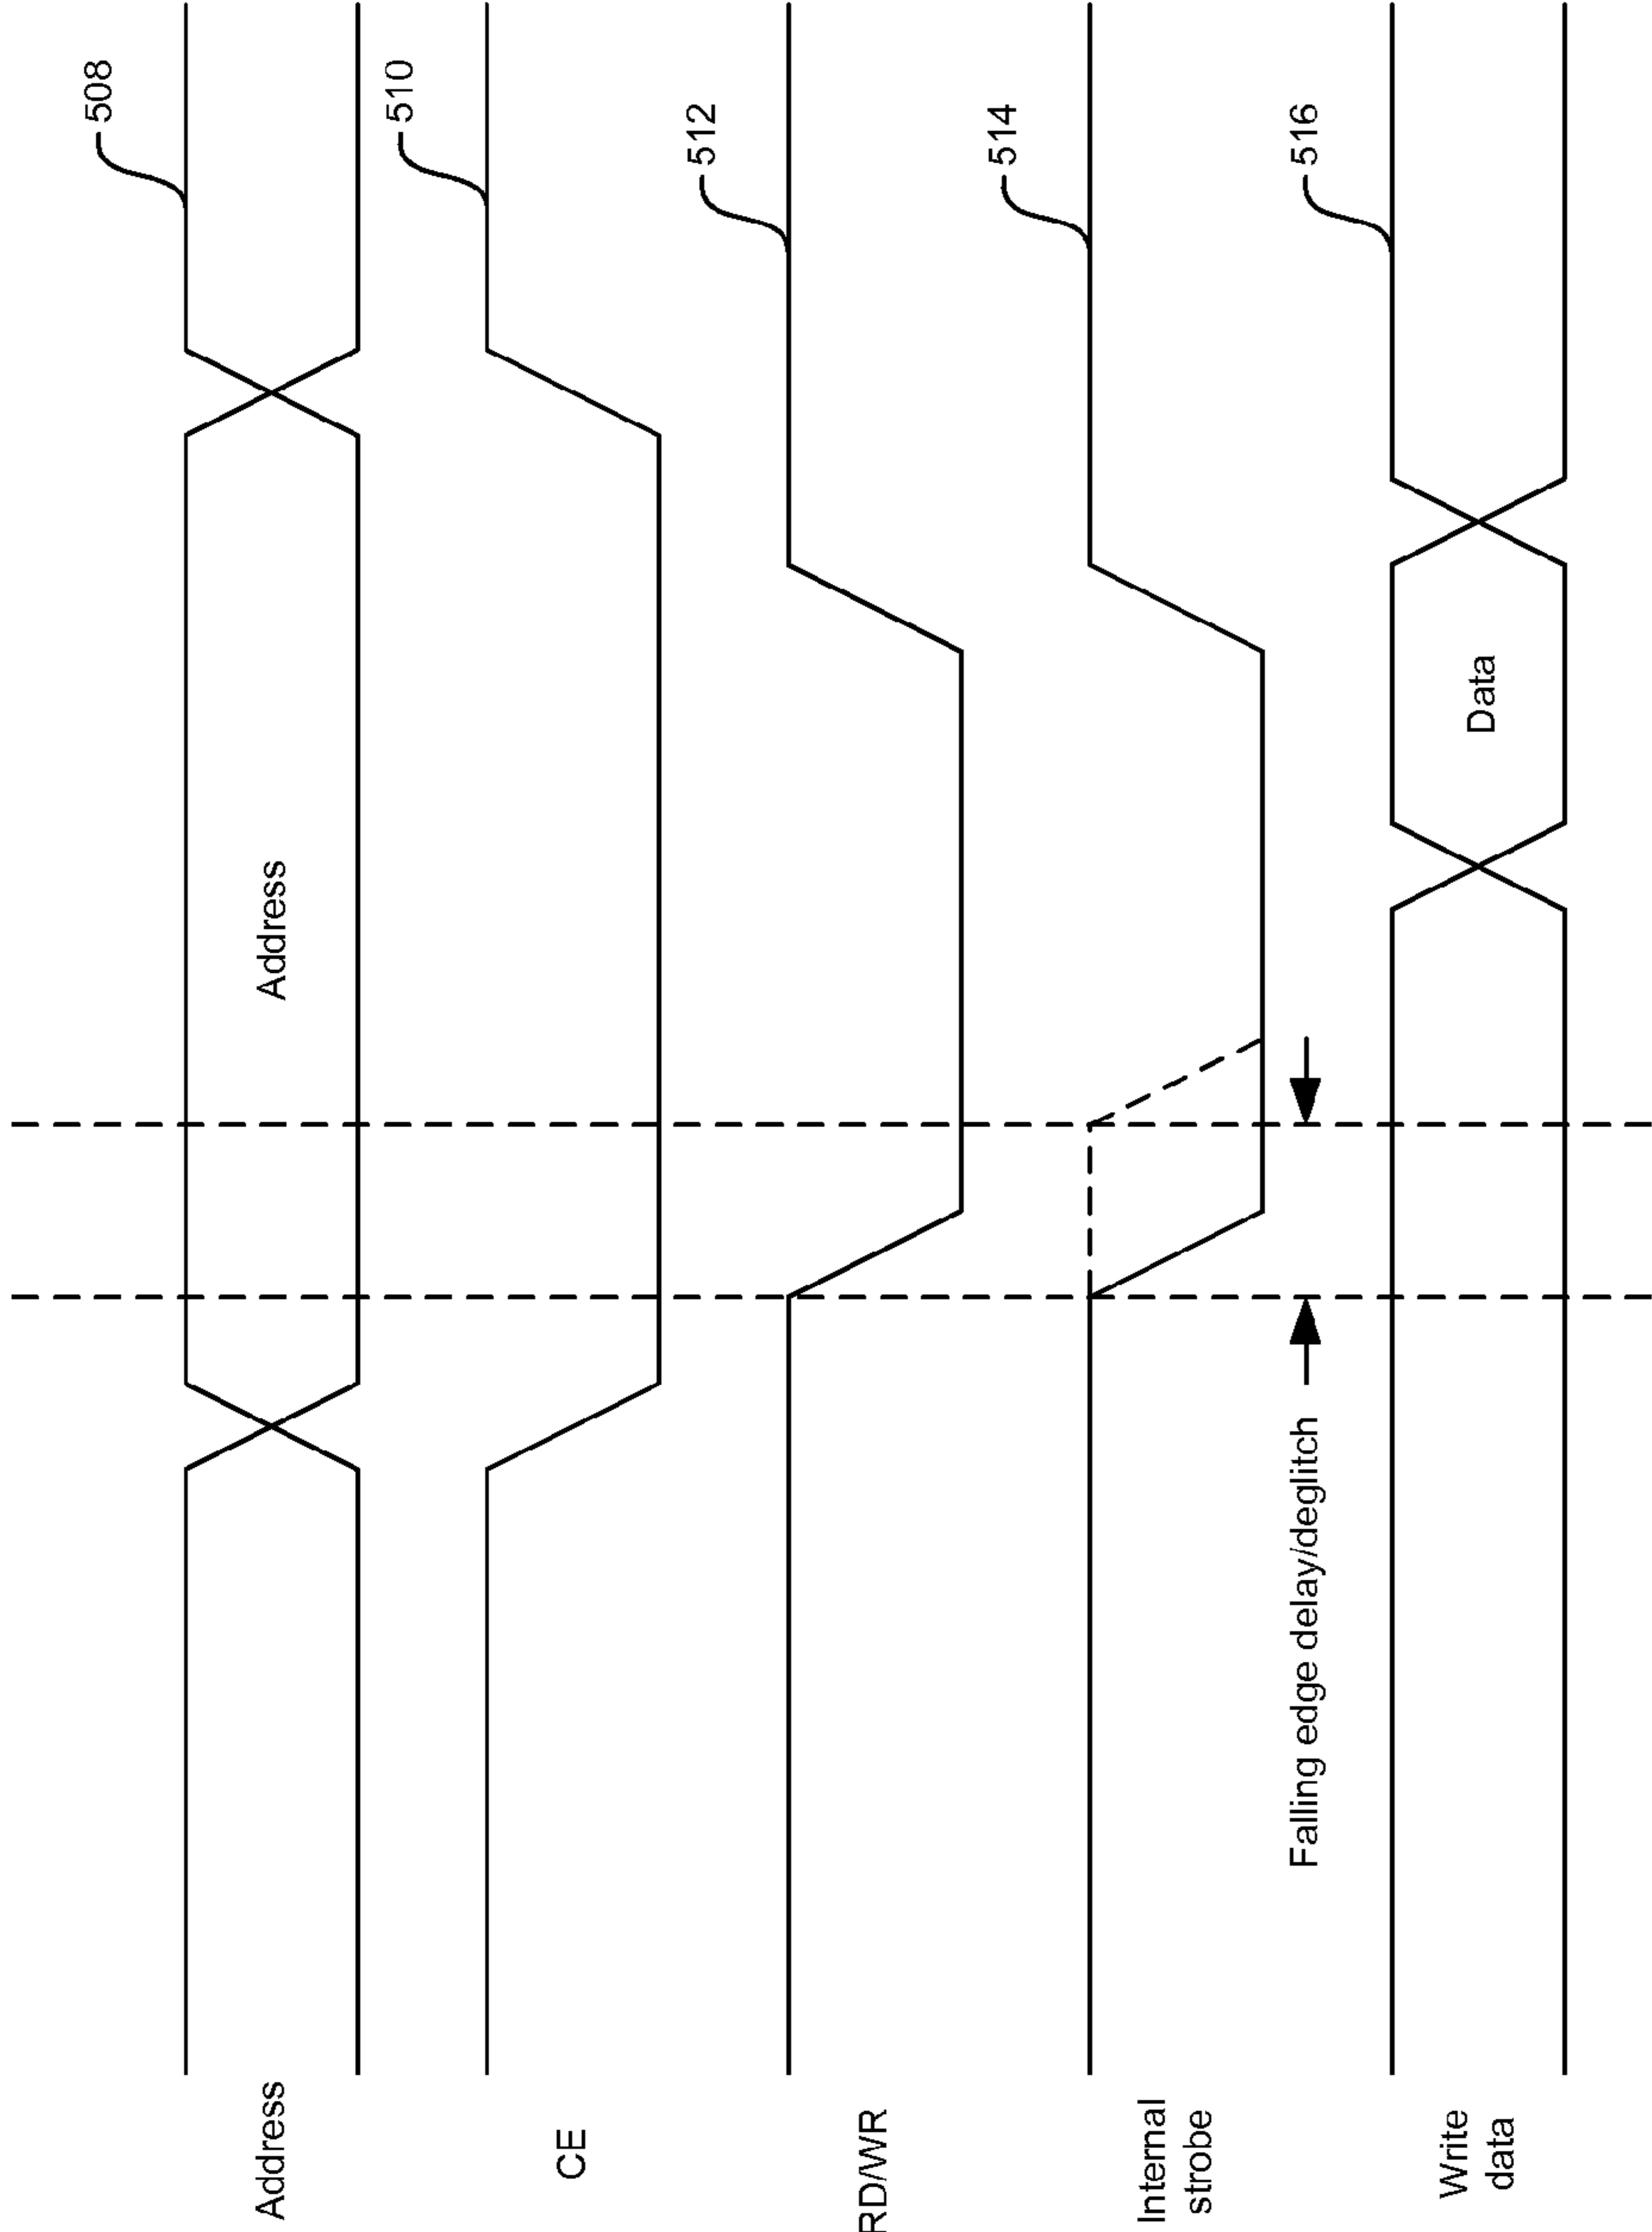 508
Address
Address
510
CE
512
RD/WR
514
Internal
strobe
Falling edge delay/deglitch
516
Write
data
Data